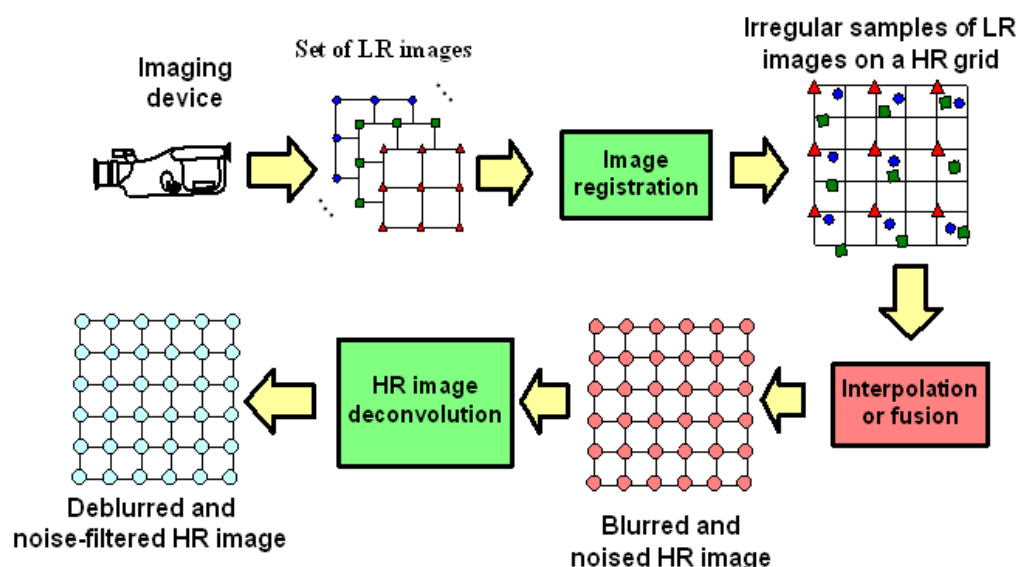 Imaging
device
Set of LR images
Image
registration
Irregular samples of LR
images on a HR grid
Interpolation
or fusion
Blurred and
noised HR image
HR image
deconvolution
Deblurred and
noise-filtered HR image